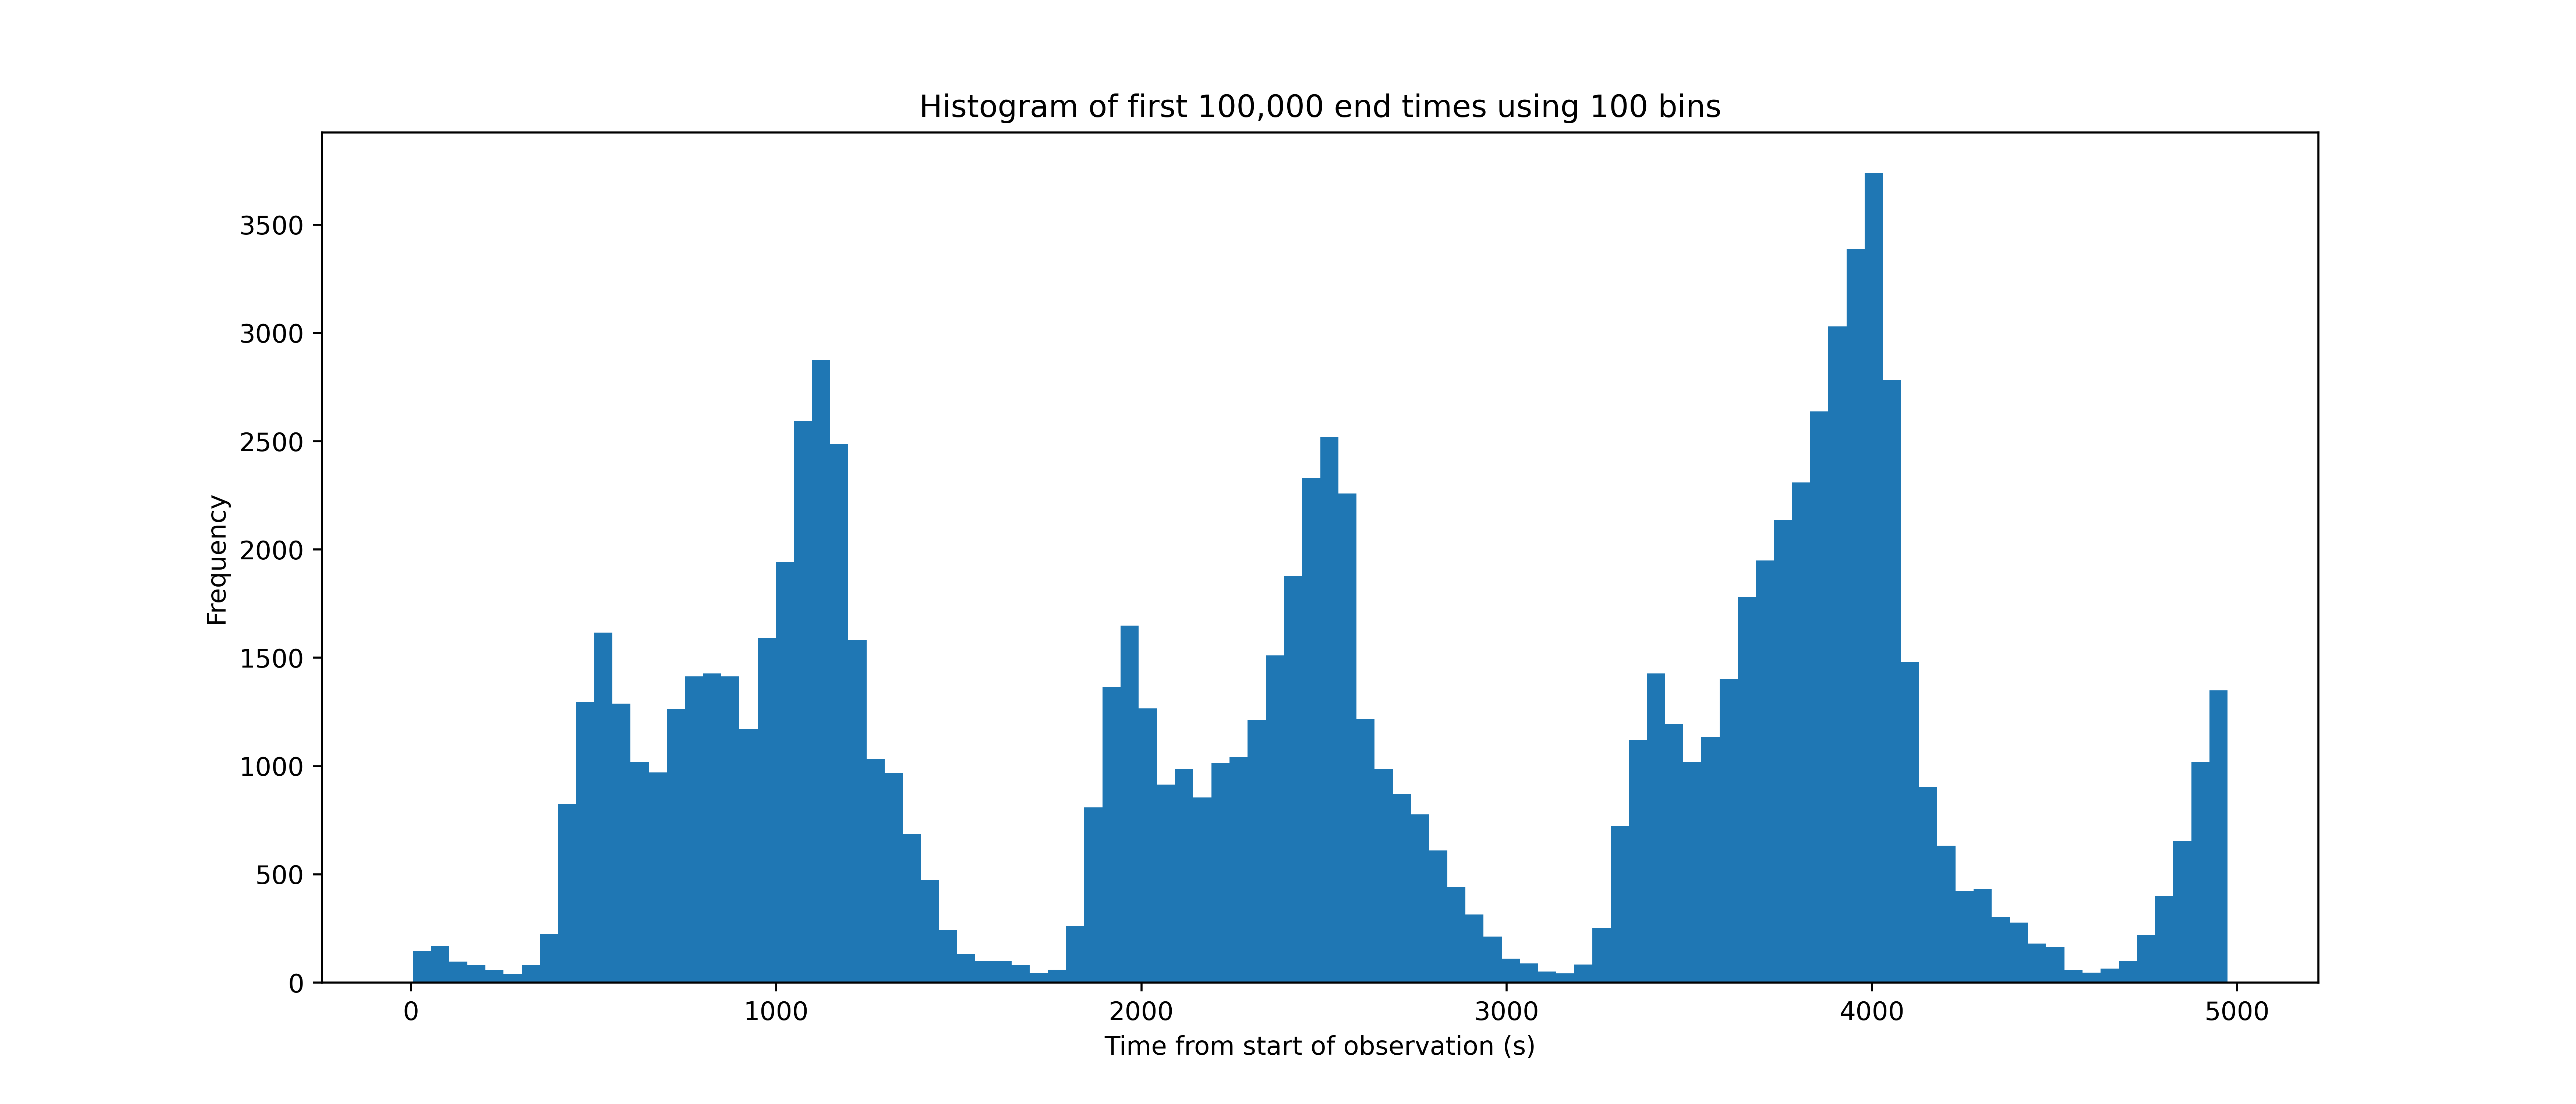 Histogram of first 100,000 end times using 100 bins
3500
3000
2500
2000
1500
1000
500
0
Frequency
0 1000 2000 3000 4000 5000
Time from start of observation (s)